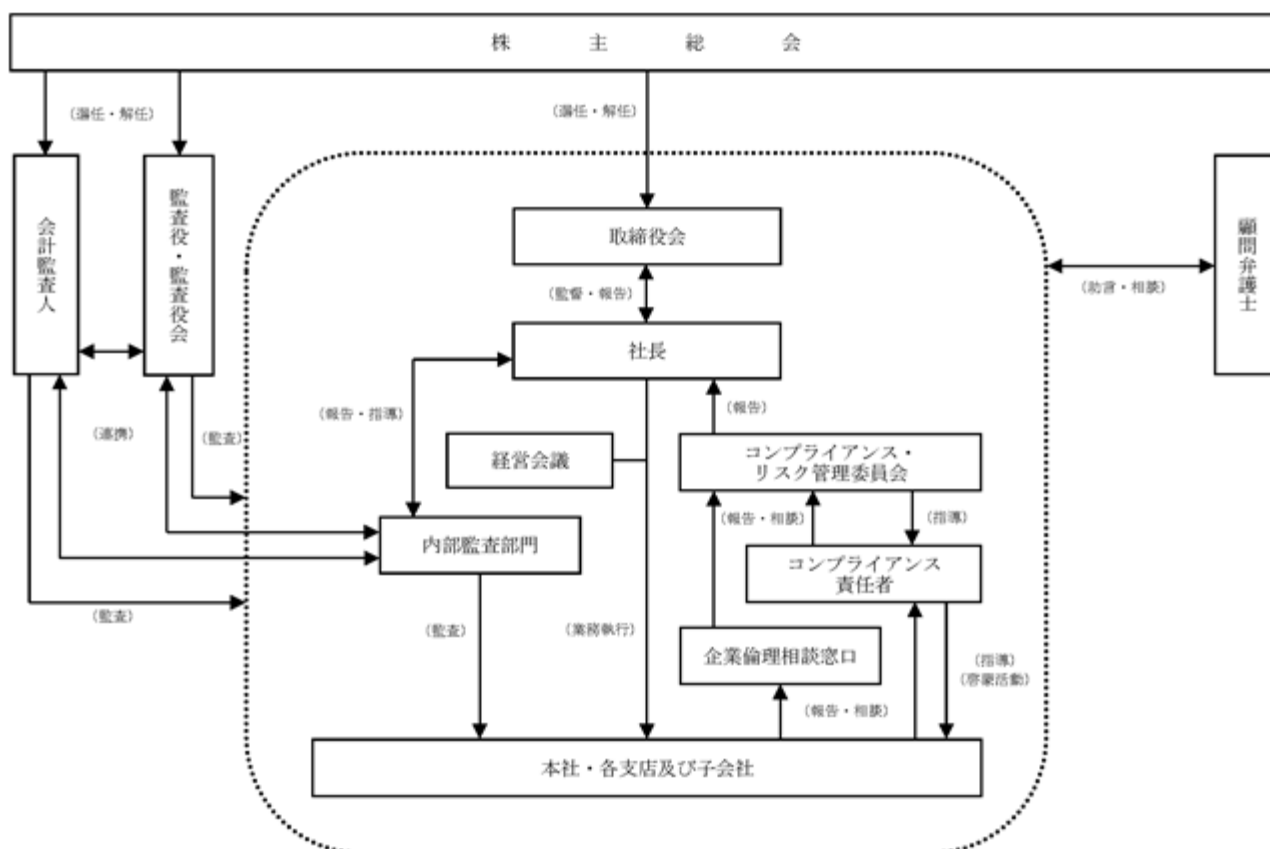 株主総会
(選任・解任)
(選任・解任)
会計監査人
監査役・監査役会
顧問弁護士
取締役会
(助言・相談)
(監督・報告)
社長
(報告・指導)
(報告)
(連携)
(監査)
経営会議
コンプライアンス・
リスク管理委員会
(報告・相談)
(指導)
内部監査部門
コンプライアンス
責任者
(監査)
(監査)
(業務執行)
企業倫理相談窓口
(指導)
(啓蒙活動)
(報告・相談)
本社・各支店及び子会社